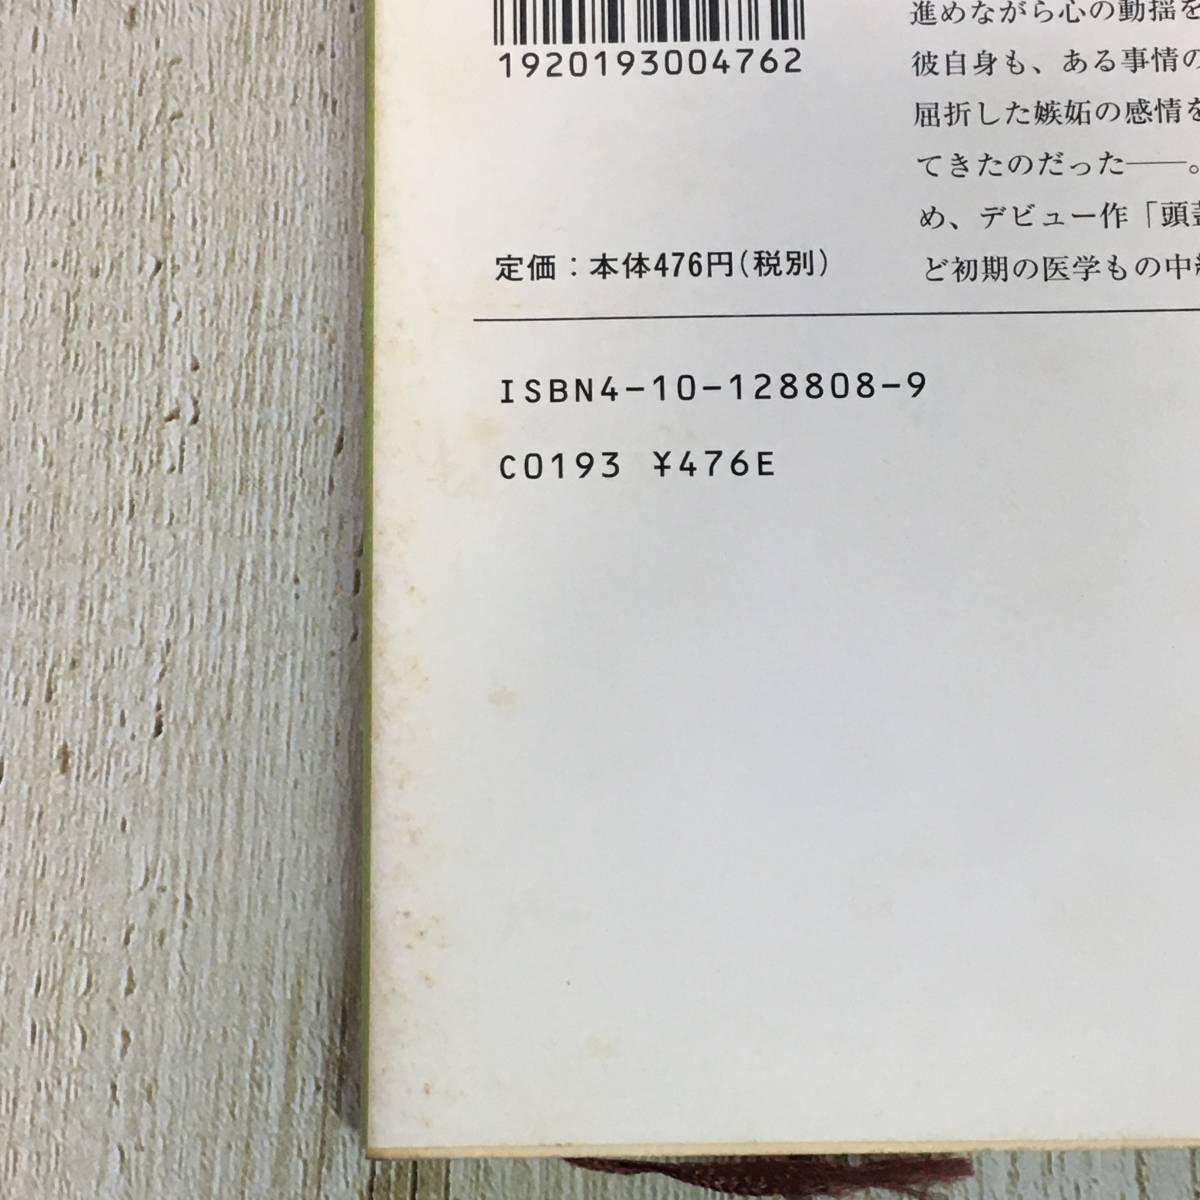 1920193004762
定価：本体476円(税別)
ISBN4-10-128808-9
C0193 ¥476E
進めながら心の動揺を
彼自身も、ある事情の
屈折した嫉妬の感情を
てきたのだった──。
め、デビュー作「頭蓋
ど初期の医学もの中